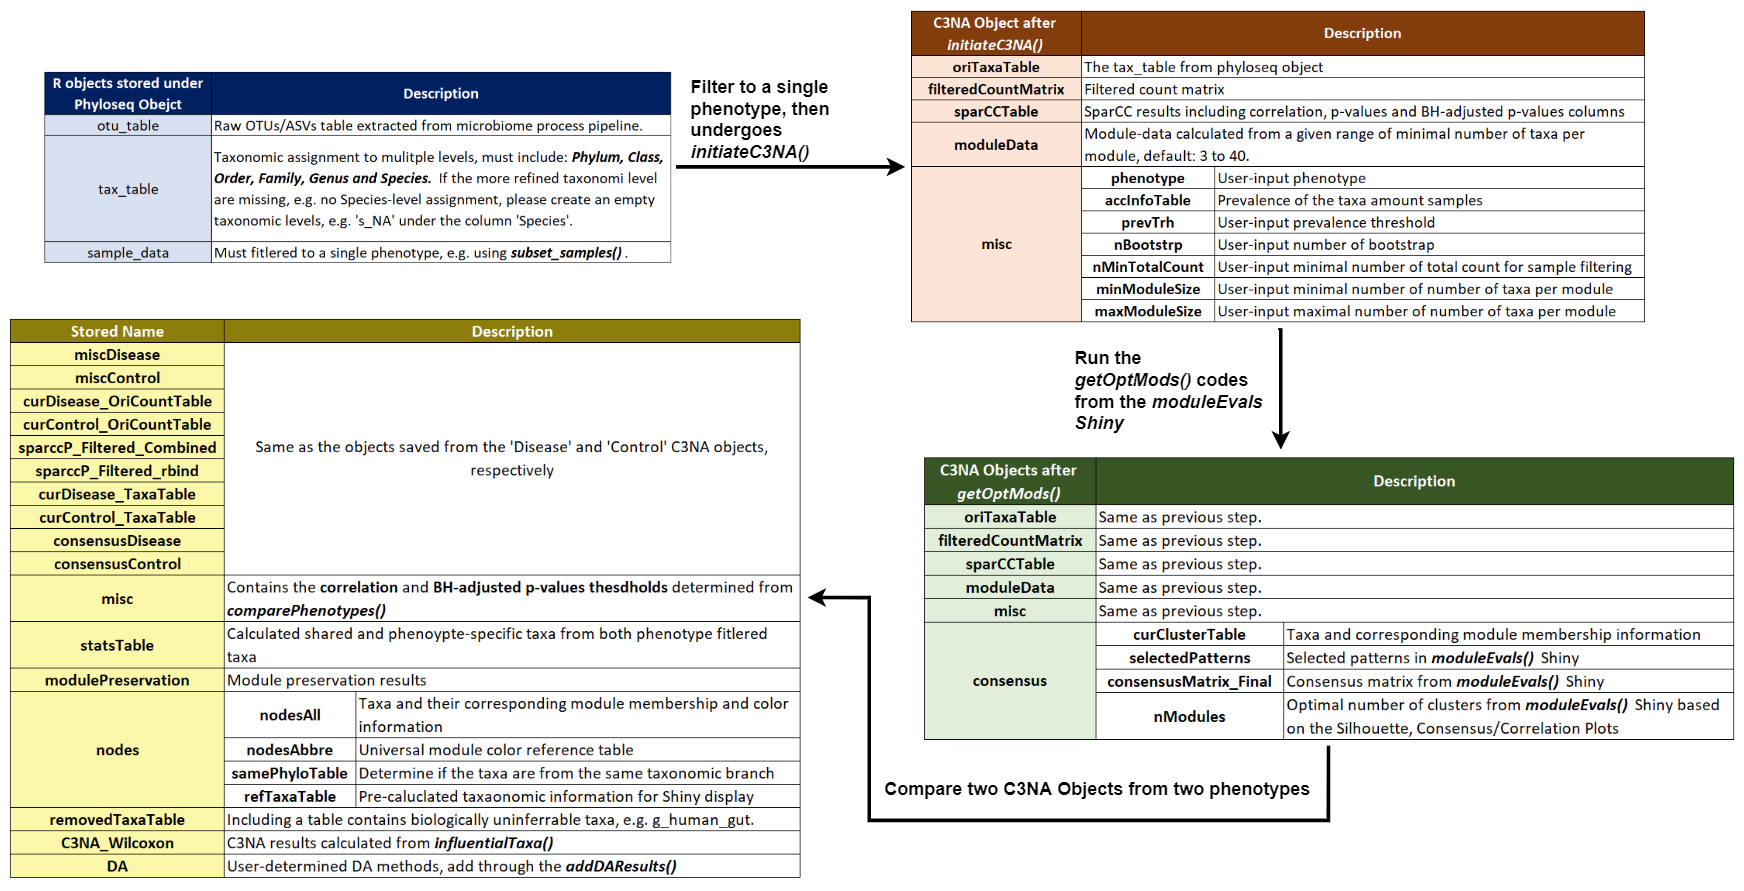 R objects stored under
Phyloseq Obejct
Description
otu_table
Raw OTUs/ASVs table extracted from microbiome process pipeline.
tax_table
Taxonomic assignment to mulitple levels, must include: Phylum, Class,
Order, Family, Genus and Species. If the more refined taxonomi level
are missing, e.g. no Species-level assignment, please create an empty
taxonomic levels, e.g. 's_NA' under the column 'Species'.
sample_data
Must fitlered to a single phenotype, e.g. using subset_samples() .
Filter to a single
phenotype, then
undergoes
initiateC3NA()
C3NA Object after
initiateC3NA()
Description
oriTaxaTable
The tax_table from phyloseq object
filteredCountMatrix
Filtered count matrix
sparCCTable
SparCC results including correlation, p-values and BH-adjusted p-values columns
moduleData
Module-data calculated from a given range of minimal number of taxa per
module, default: 3 to 40.
misc
phenotype
User-input phenotype
accInfoTable
Prevalence of the taxa amount samples
prevTrh
User-input prevalence threshold
nBootstrp
User-input number of bootstrap
nMinTotalCount
User-input minimal number of total count for sample filtering
minModuleSize
User-input minimal number of number of taxa per module
maxModuleSize
User-input maximal number of number of taxa per module
Run the
getOptMods() codes
from the moduleEvals
Shiny
C3NA Objects after
getOptMods()
Description
oriTaxaTable
Same as previous step.
filteredCountMatrix
Same as previous step.
sparCCTable
Same as previous step.
moduleData
Same as previous step.
misc
Same as previous step.
consensus
curClusterTable
Taxa and corresponding module membership information
selectedPatterns
Selected patterns in moduleEvals() Shiny
consensusMatrix_Final
Consensus matrix from moduleEvals() Shiny
nModules
Optimal number of clusters from moduleEvals() Shiny based
on the Silhouette, Consensus/Correlation Plots
Compare two C3NA Objects from two phenotypes
Stored Name
Description
miscDisease
miscControl
curDisease_OriCountTable
curControl_OriCountTable
sparccP_Filtered_Combined
sparccP_Filtered_rbind
curDisease_TaxaTable
curControl_TaxaTable
consensusDisease
consensusControl
Same as the objects saved from the 'Disease' and 'Control' C3NA objects,
respectively
misc
Contains the correlation and BH-adjusted p-values thesdholds determined from
comparePhenotypes()
statsTable
Calculated shared and phenoypte-specific taxa from both phenotype fitlered
taxa
modulePreservation
Module preservation results
nodes
nodesAll
Taxa and their corresponding module membership and color
information
nodesAbbre
Universal module color reference table
samePhyloTable
Determine if the taxa are from the same taxonomic branch
refTaxaTable
Pre-caluclated taxaonomic information for Shiny display
removedTaxaTable
Including a table contains biologically uninferrable taxa, e.g. g_human_gut.
C3NA_Wilcoxon
C3NA results calculated from influentialTaxa()
DA
User-determined DA methods, add through the addDAResults()